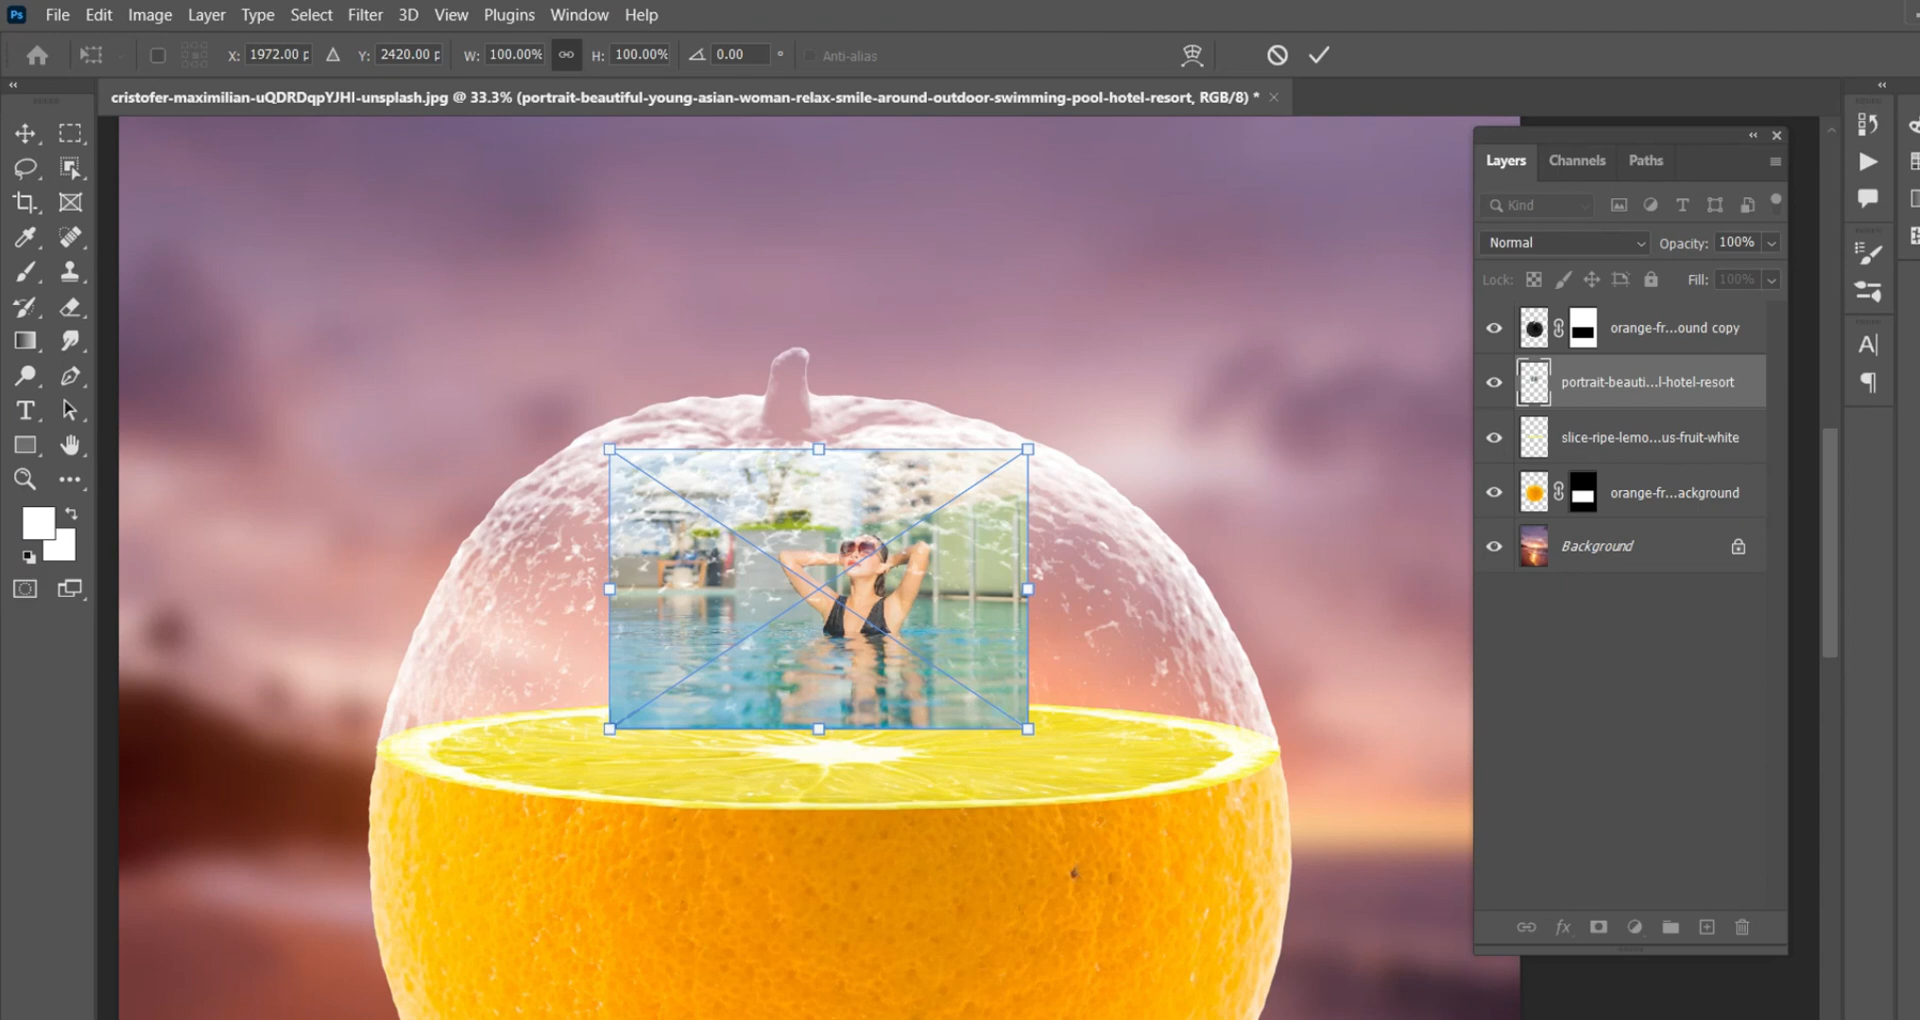 Ps File Edit Image Layer Type Select Filter 3D View Plugins Window Help
X: 1972.00 p Y: 2420.00 p W: 100.00% H: 100.00% 0.00 ° Anti-alias
cristofer-maximilian-uQDRDqpYJHI-unsplash.jpg @ 33.3% (portrait-beautiful-young-asian-woman-relax-smile-around-outdoor-swimming-pool-hotel-resort, RGB/8) *
Layers Channels Paths
Kind
Normal Opacity: 100%
Lock: Fill: 100%
orange-fr...ound copy
portrait-beauti...l-hotel-resort
slice-ripe-lemo...us-fruit-white
orange-fr...ackground
Background
fx